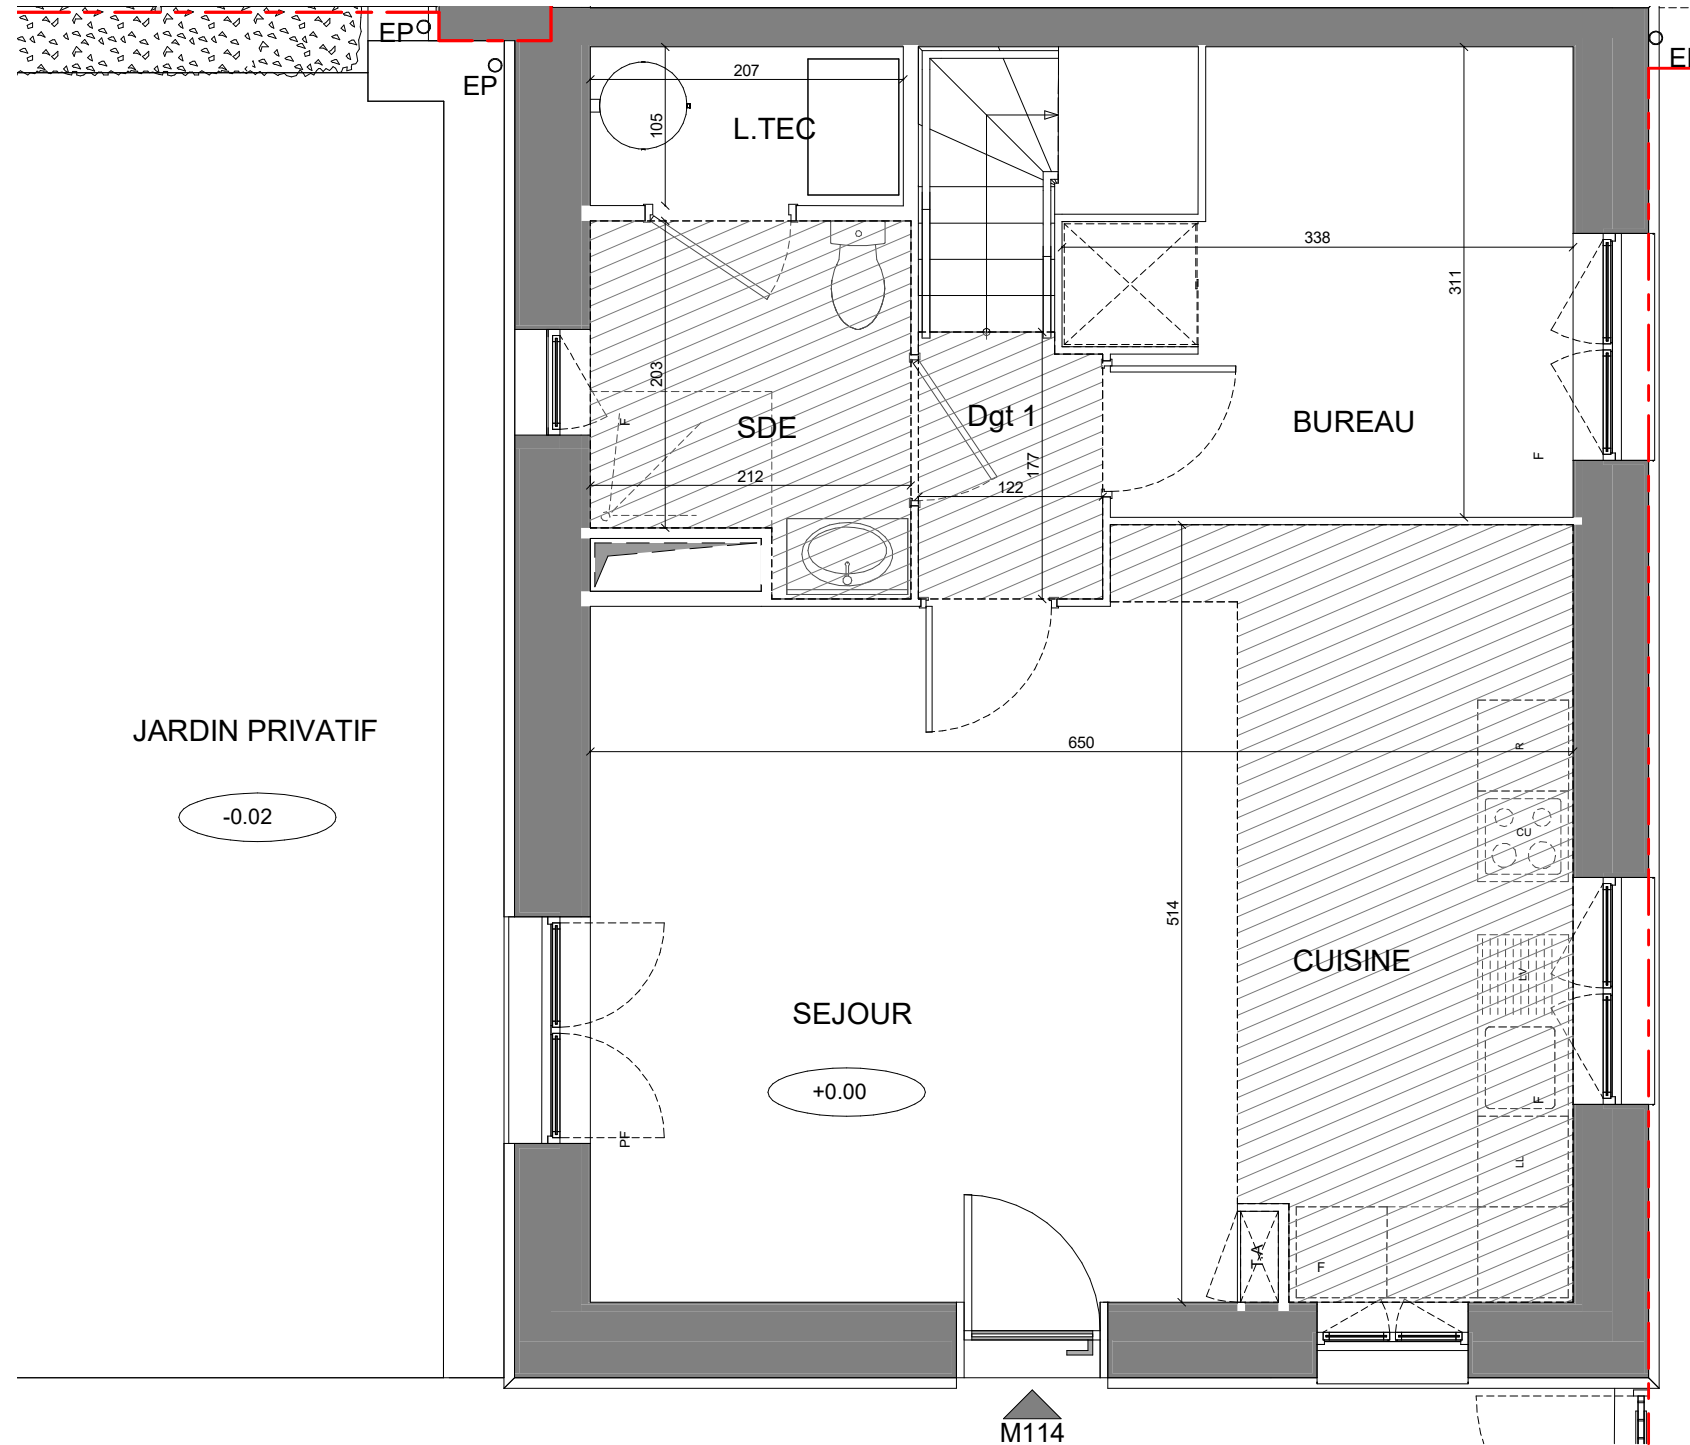 EP
EP
207
L.TEC
105
338
311
203
F
SDE
212
Dgt 1
177
122
BUREAU
F
JARDIN PRIVATIF
-0.02
650
R
CU
514
CUISINE
LV
SEJOUR
+0.00
F
PF
LL
T.A
F
M114